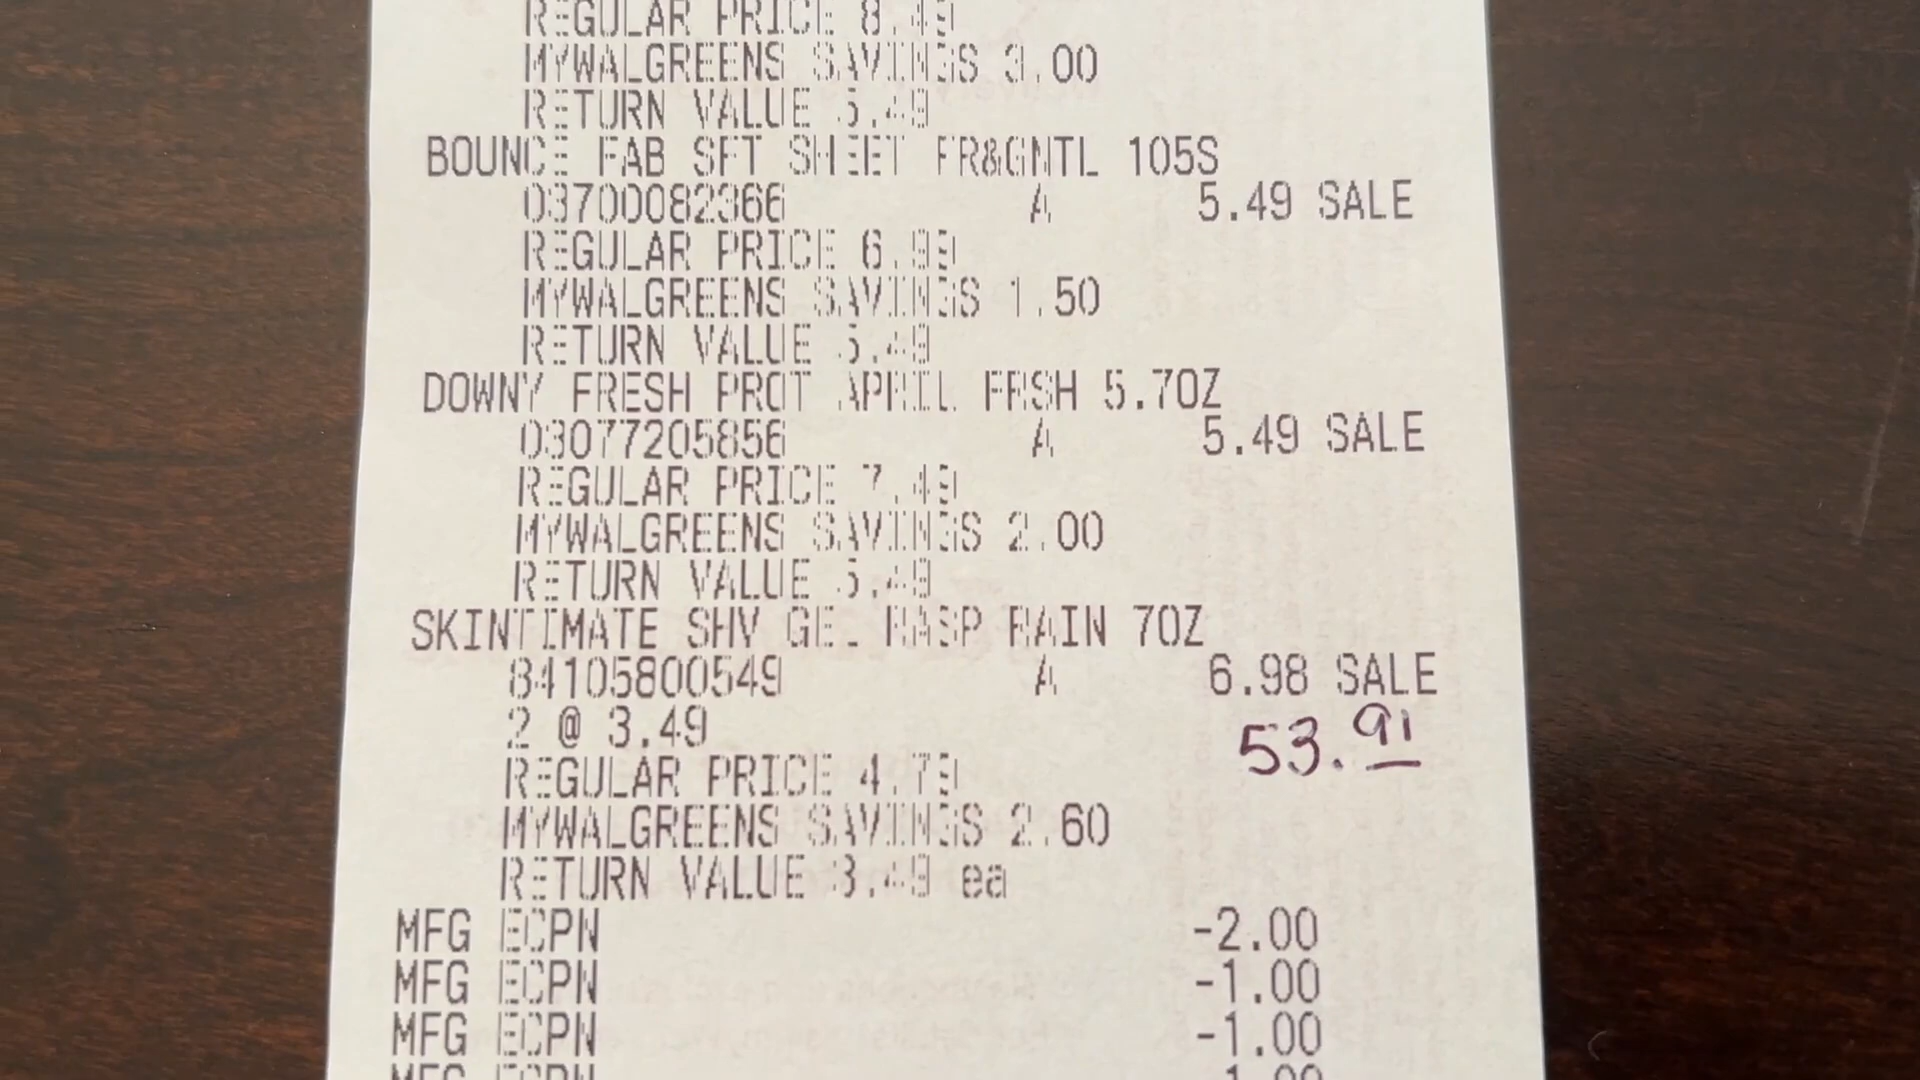 REGULAR PRICE 8.49
MYWALGREENS SAVINGS 3.00
RETURN VALUE 5.49
BOUNCE FAB SFT SHEET FR&GNTL 105S
03700082366 A 5.49 SALE
REGULAR PRICE 6.99
MYWALGREENS SAVINGS 1.50
RETURN VALUE 5.49
DOWNY FRESH PROT APRIL FRSH 5.7OZ
03077205856 A 5.49 SALE
REGULAR PRICE 7.49
MYWALGREENS SAVINGS 2.00
RETURN VALUE 5.49
SKINTIMATE SHV GEL RASP RAIN 7OZ
84105800549 A 6.98 SALE
2 @ 3.49
53.91
REGULAR PRICE 4.79
MYWALGREENS SAVINGS 2.60
RETURN VALUE 3.49 ea
MFG ECPN -2.00
MFG ECPN -1.00
MFG ECPN -1.00
MFG ECPN